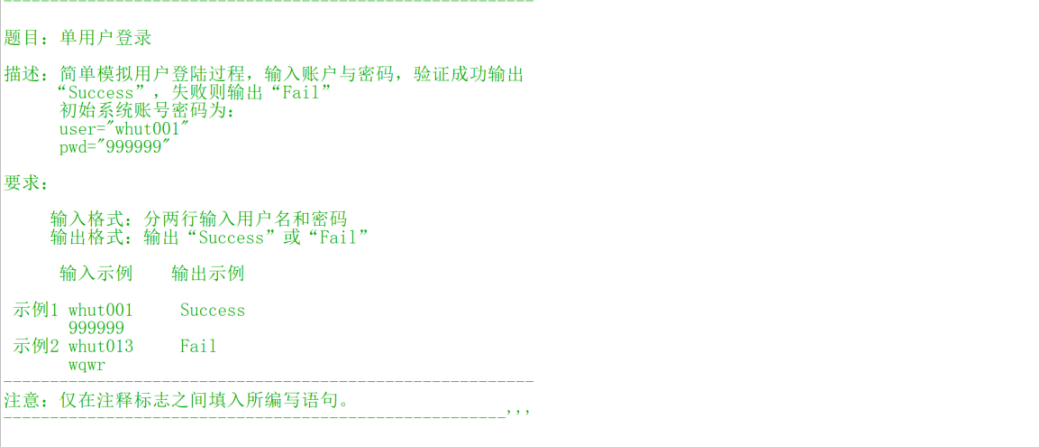 ------------------------------------------------------
题目：单用户登录
描述：简单模拟用户登陆过程，输入账户与密码，验证成功输出
“Success”，失败则输出“Fail”
初始系统账号密码为：
user="whut001"
pwd="999999"
要求：
输入格式：分两行输入用户名和密码
输出格式：输出“Success”或“Fail”
输入示例    输出示例
示例1 whut001     Success
999999
示例2 whut013     Fail
wqwr
------------------------------------------------------
注意：仅在注释标志之间填入所编写语句。
------------------------------------------------------'''